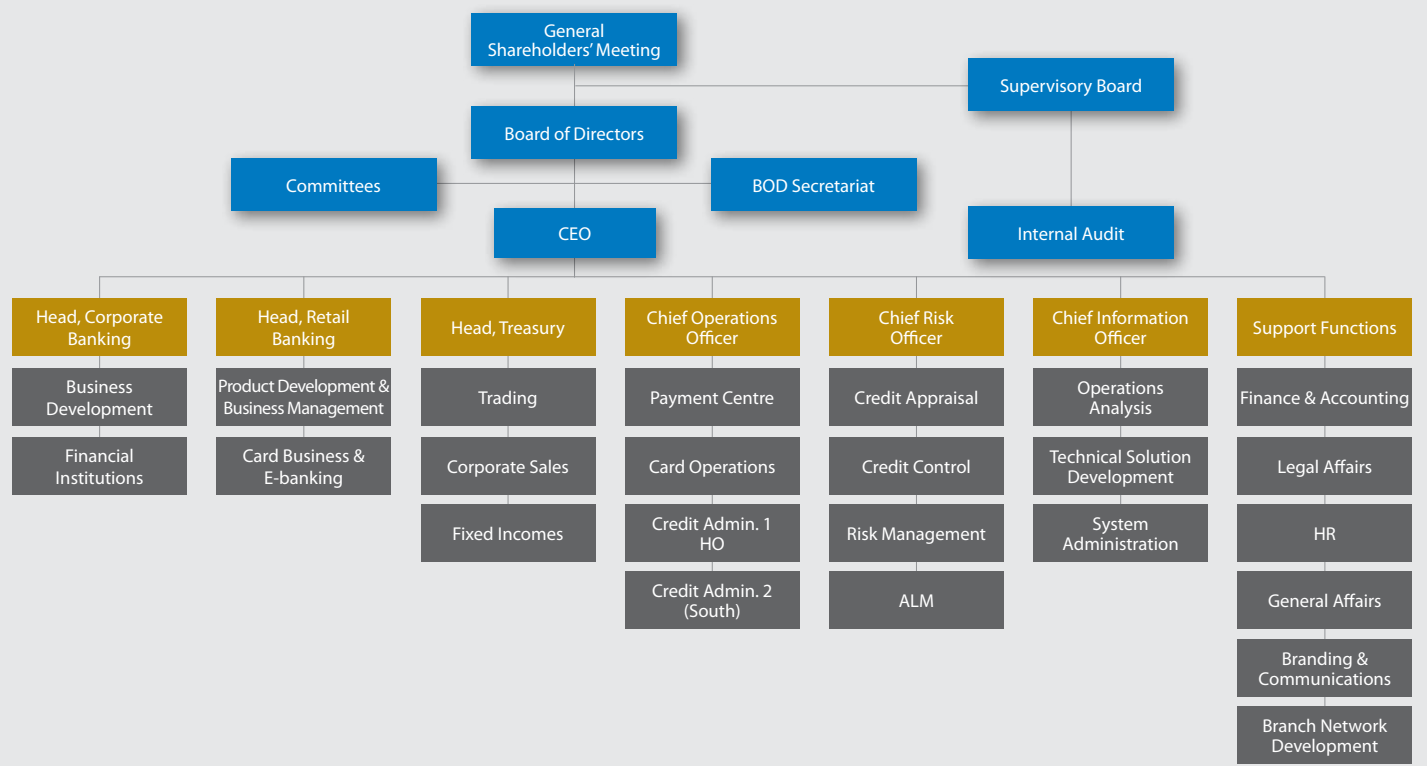 General
Shareholders' Meeting
Supervisory Board
Board of Directors
Committees
BOD Secretariat
CEO
Internal Audit
Head, Corporate
Banking
Business
Development
Financial
Institutions
Head, Retail
Banking
Product Development &
Business Management
Card Business &
E-banking
Head, Treasury
Trading
Corporate Sales
Fixed Incomes
Chief Operations
Officer
Payment Centre
Card Operations
Credit Admin. 1
HO
Credit Admin. 2
(South)
Chief Risk
Officer
Credit Appraisal
Credit Control
Risk Management
ALM
Chief Information
Officer
Operations
Analysis
Technical Solution
Development
System
Administration
Support Functions
Finance & Accounting
Legal Affairs
HR
General Affairs
Branding &
Communications
Branch Network
Development